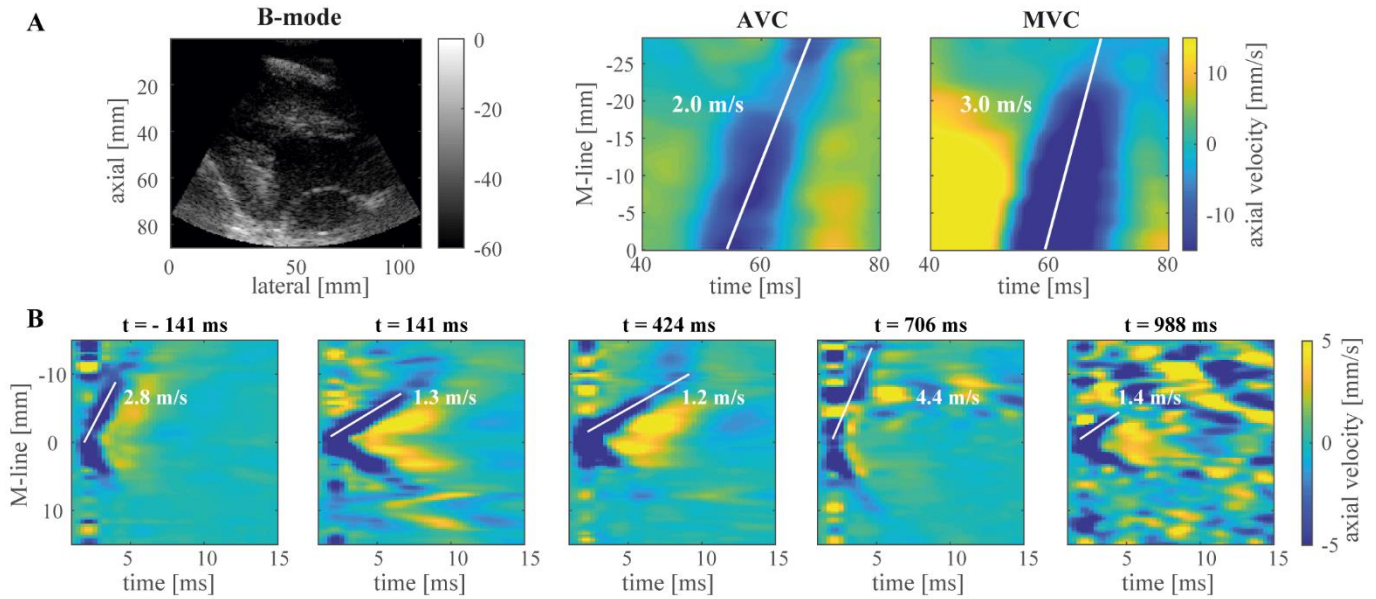 A
B-mode
AVC
MVC
axial [mm]
20
40
60
80
0
50
100
lateral [mm]
0
-20
-40
-60
M-line [mm]
-25
-20
-15
-10
-5
0
2.0 m/s
40
60
80
time [ms]
3.0 m/s
40
60
80
time [ms]
10
0
-10
axial velocity [mm/s]
B
t = - 141 ms
t = 141 ms
t = 424 ms
t = 706 ms
t = 988 ms
M-line [mm]
-10
0
10
2.8 m/s
1.3 m/s
1.2 m/s
4.4 m/s
1.4 m/s
5
10
15
5
10
15
5
10
15
5
10
15
5
10
15
time [ms]
time [ms]
time [ms]
time [ms]
time [ms]
5
0
-5
axial velocity [mm/s]